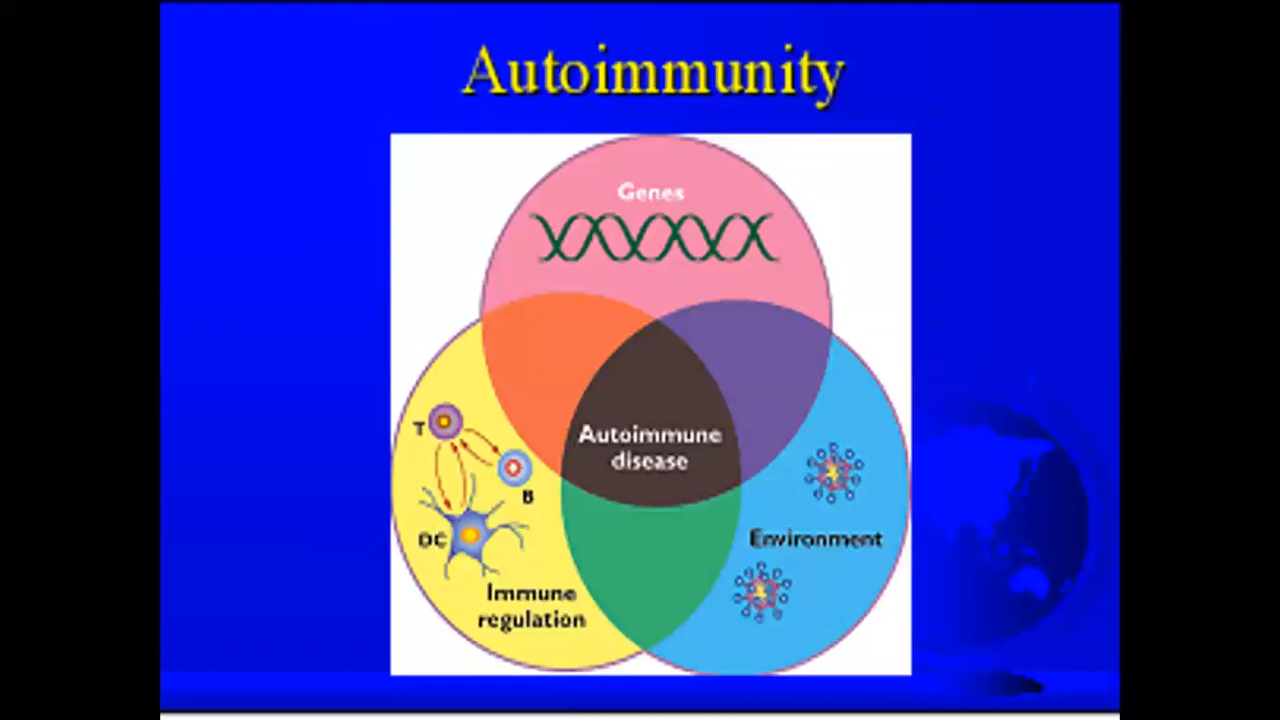 Autoimmunity
Genes
Autoimmune
disease
T
B
DC
Environment
Immune
regulation